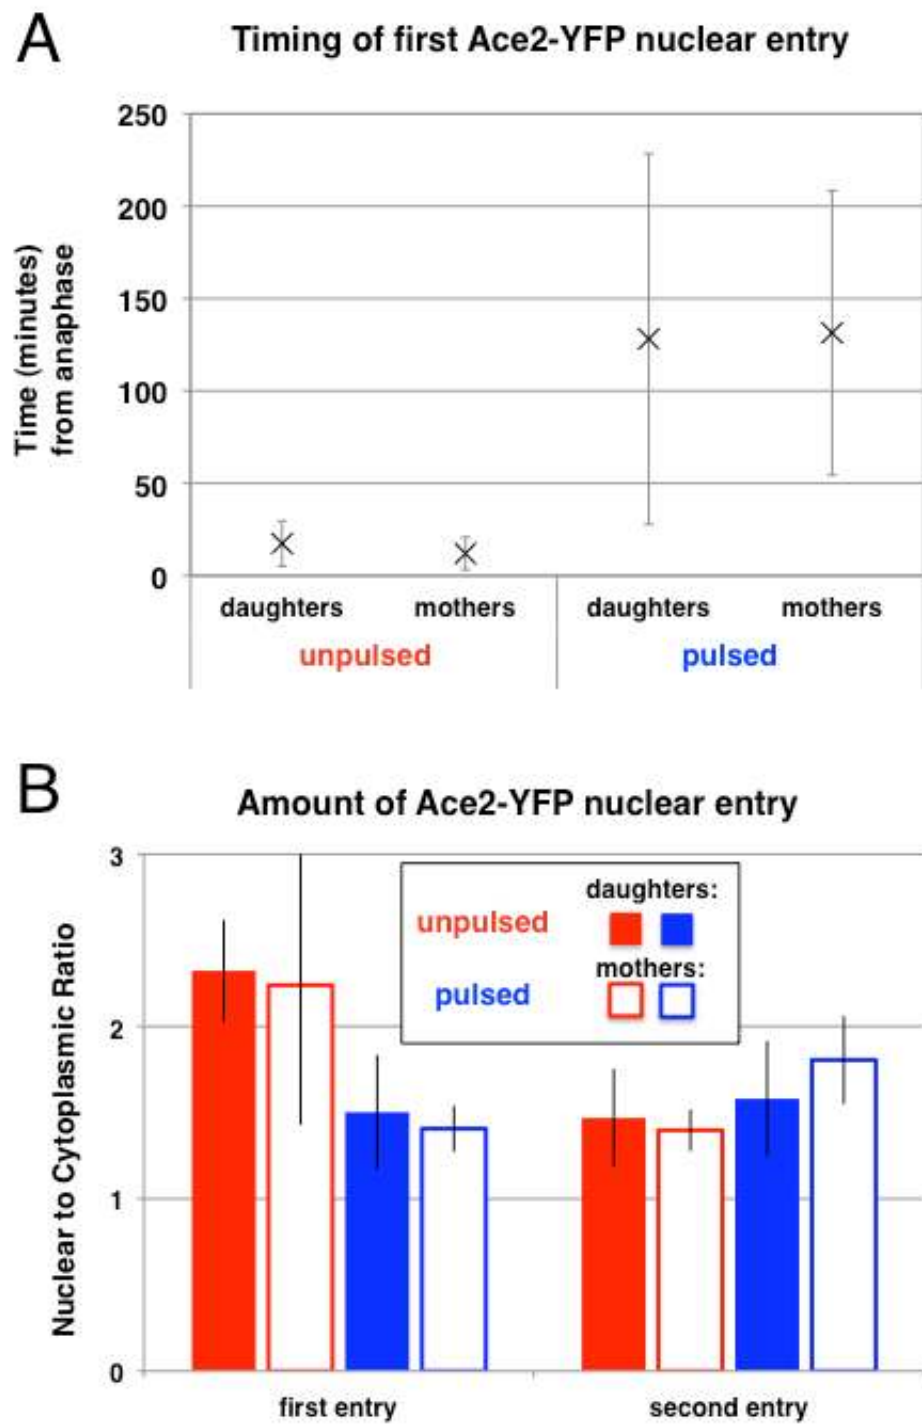 A
Timing of first Ace2-YFP nuclear entry
Time (minutes)
from anaphase
250
200
150
100
50
0
daughters mothers daughters mothers
unpulsed pulsed
B
Amount of Ace2-YFP nuclear entry
Nuclear to Cytoplasmic Ratio
3
2
1
0
daughters:
unpulsed
mothers:
pulsed
first entry second entry